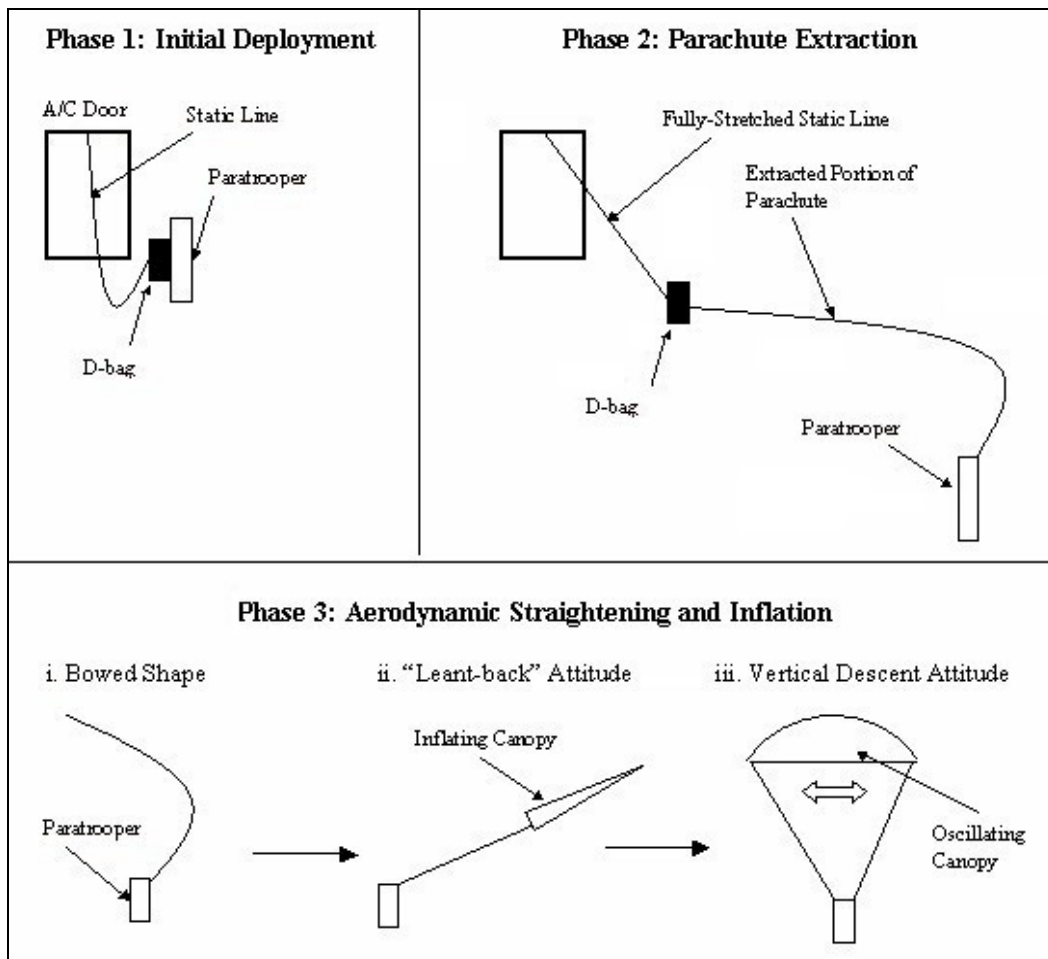 Phase 1: Initial Deployment
A/C Door
Static Line
Paratrooper
D-bag
Phase 2: Parachute Extraction
Fully-Stretched Static Line
Extracted Portion of
Parachute
D-bag
Paratrooper
Phase 3: Aerodynamic Straightening and Inflation
i. Bowed Shape
Paratrooper
ii. “Leant-back” Attitude
Inflating Canopy
iii. Vertical Descent Attitude
Oscillating
Canopy